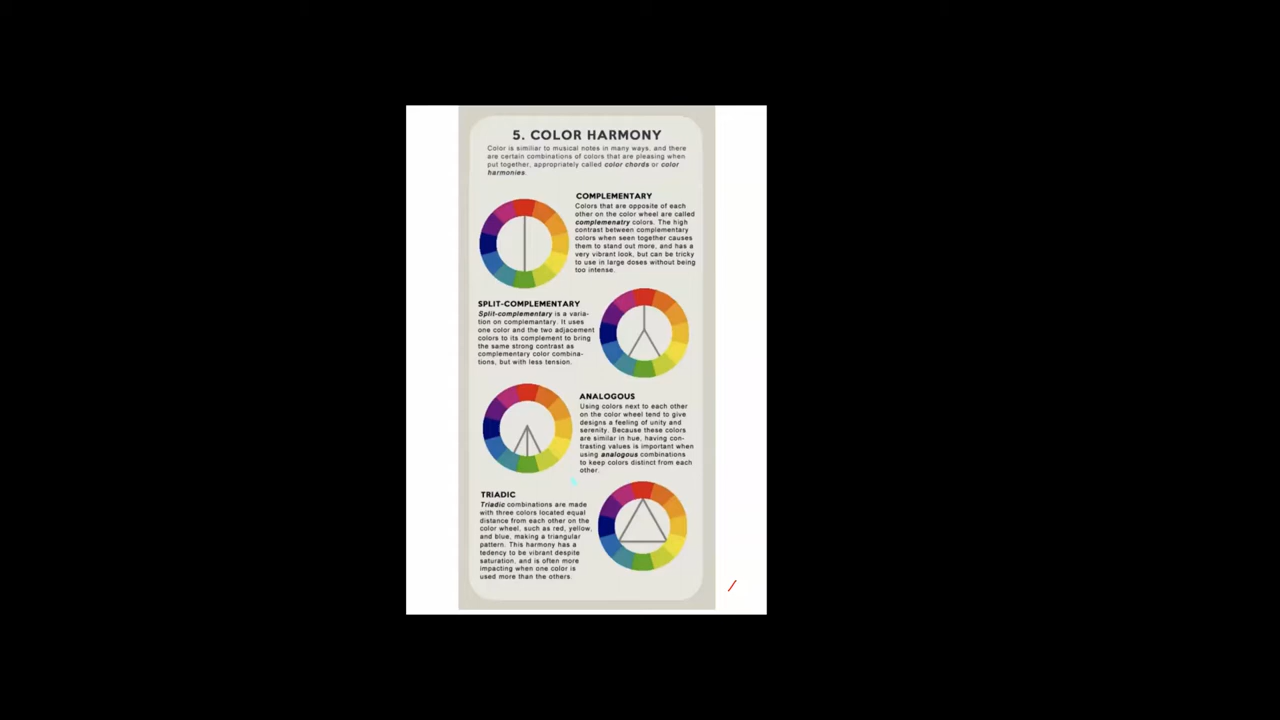 5. COLOR HARMONY
Color is similiar to musical notes in many ways, and there
are certain combinations of colors that are pleasing when
put together, appropriately called color chords or color
harmonies.
COMPLEMENTARY
Colors that are opposite of each
other on the color wheel are called
complemenatry colors. The high
contrast between complementary
colors when seen together causes
them to stand out more, and has a
very vibrant look, but can be tricky
to use in large doses without being
too intense.
SPLIT-COMPLEMENTARY
Split-complementary is a varia-
tion on complemantary. It uses
one color and the two adjacement
colors to its complement to bring
the same strong contrast as
complementary color combina-
tions, but with less tension.
ANALOGOUS
Using colors next to each other
on the color wheel tend to give
designs a feeling of unity and
serenity. Because these colors
are similar in hue, having con-
trasting values is important when
using analogous combinations
to keep colors distinct from each
other.
TRIADIC
Triadic combinations are made
with three colors located equal
distance from each other on the
color wheel, such as red, yellow,
and blue, making a triangular
pattern. This harmony has a
tedency to be vibrant despite
saturation, and is often more
impacting when one color is
used more than the others